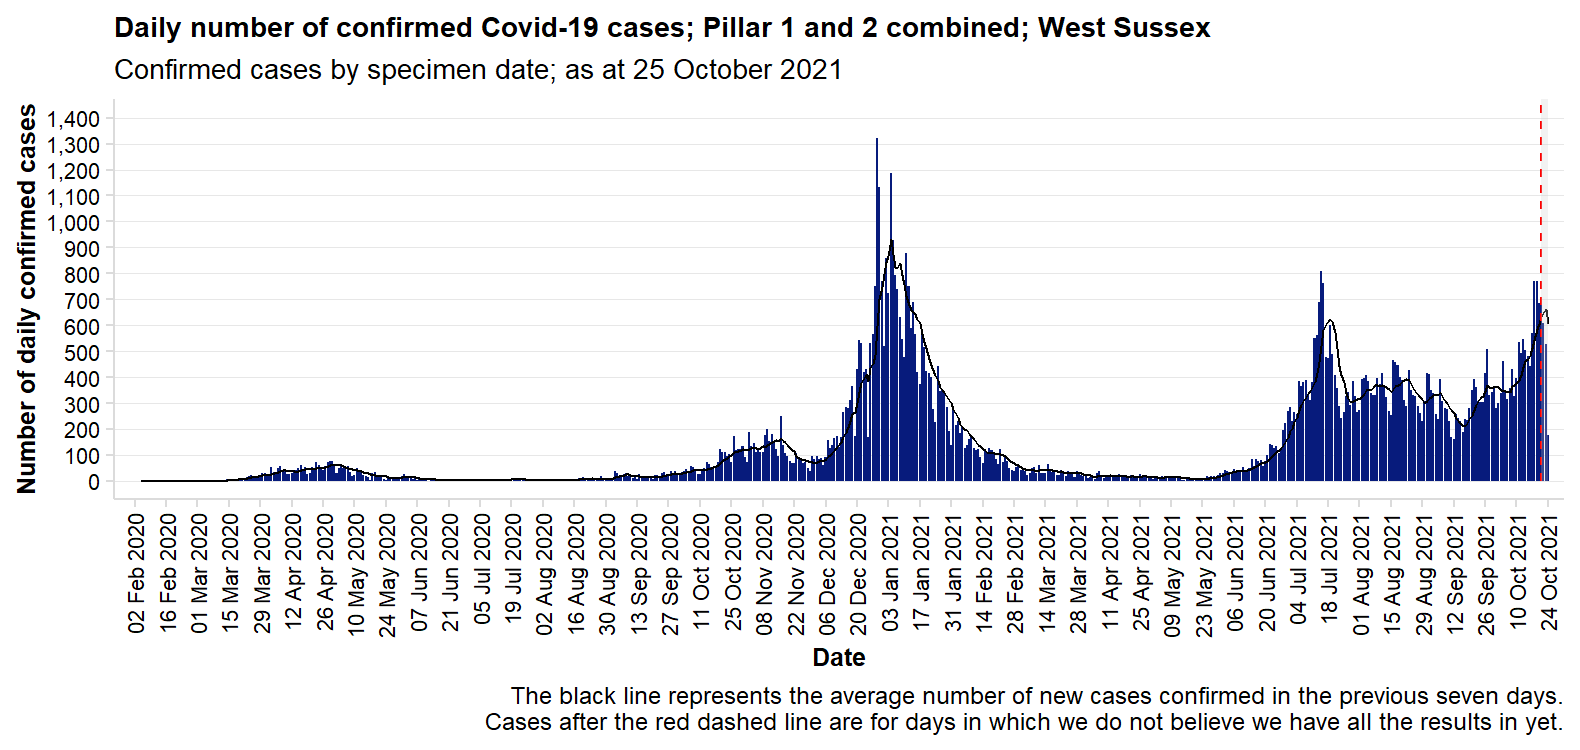 Daily number of confirmed Covid-19 cases; Pillar 1 and 2 combined; West Sussex
Confirmed cases by specimen date; as at 25 October 2021
Number of daily confirmed cases
1,400
1,300
1,200
1,100
1,000
900
800
700
600
500
400
300
200
100
0
02 Feb 2020
16 Feb 2020
01 Mar 2020
15 Mar 2020
29 Mar 2020
12 Apr 2020
26 Apr 2020
10 May 2020
24 May 2020
07 Jun 2020
21 Jun 2020
05 Jul 2020
19 Jul 2020
02 Aug 2020
16 Aug 2020
30 Aug 2020
13 Sep 2020
27 Sep 2020
11 Oct 2020
25 Oct 2020
08 Nov 2020
22 Nov 2020
06 Dec 2020
20 Dec 2020
03 Jan 2021
17 Jan 2021
31 Jan 2021
14 Feb 2021
28 Feb 2021
14 Mar 2021
28 Mar 2021
11 Apr 2021
25 Apr 2021
09 May 2021
23 May 2021
06 Jun 2021
20 Jun 2021
04 Jul 2021
18 Jul 2021
01 Aug 2021
15 Aug 2021
29 Aug 2021
12 Sep 2021
26 Sep 2021
10 Oct 2021
24 Oct 2021
Date
The black line represents the average number of new cases confirmed in the previous seven days.
Cases after the red dashed line are for days in which we do not believe we have all the results in yet.